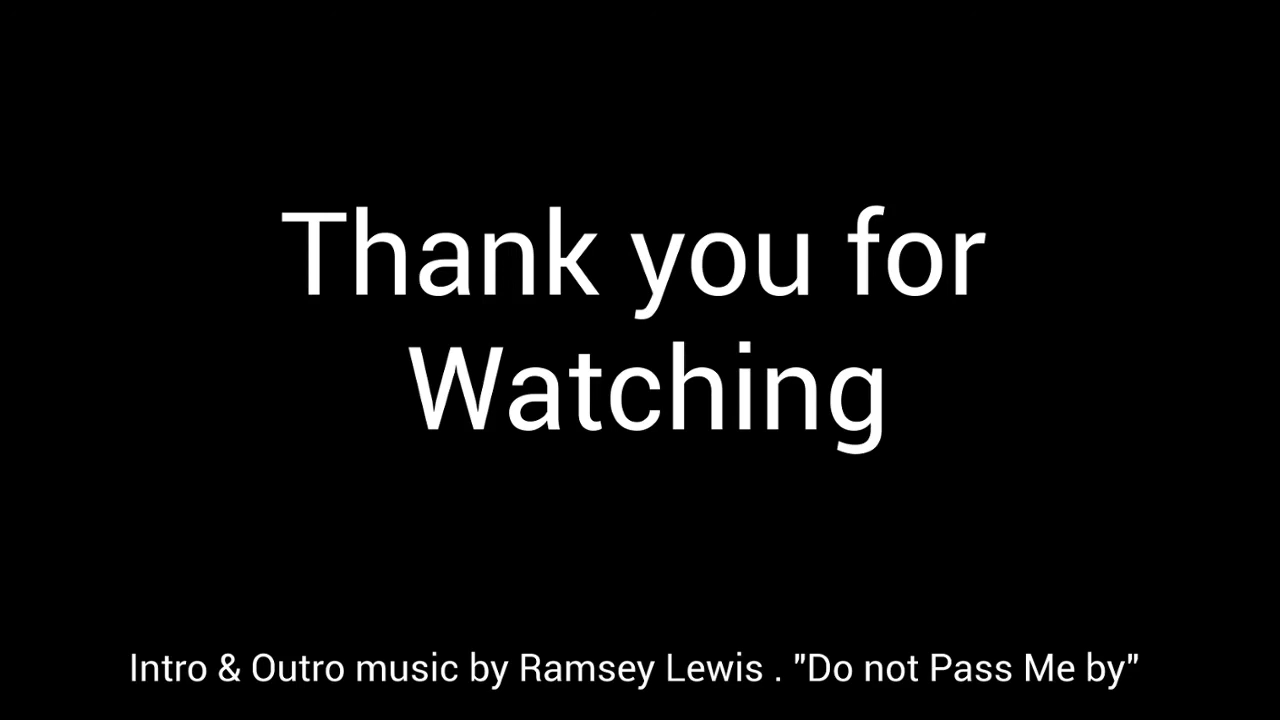 Thank you for
Watching
Intro & Outro music by Ramsey Lewis . "Do not Pass Me by"